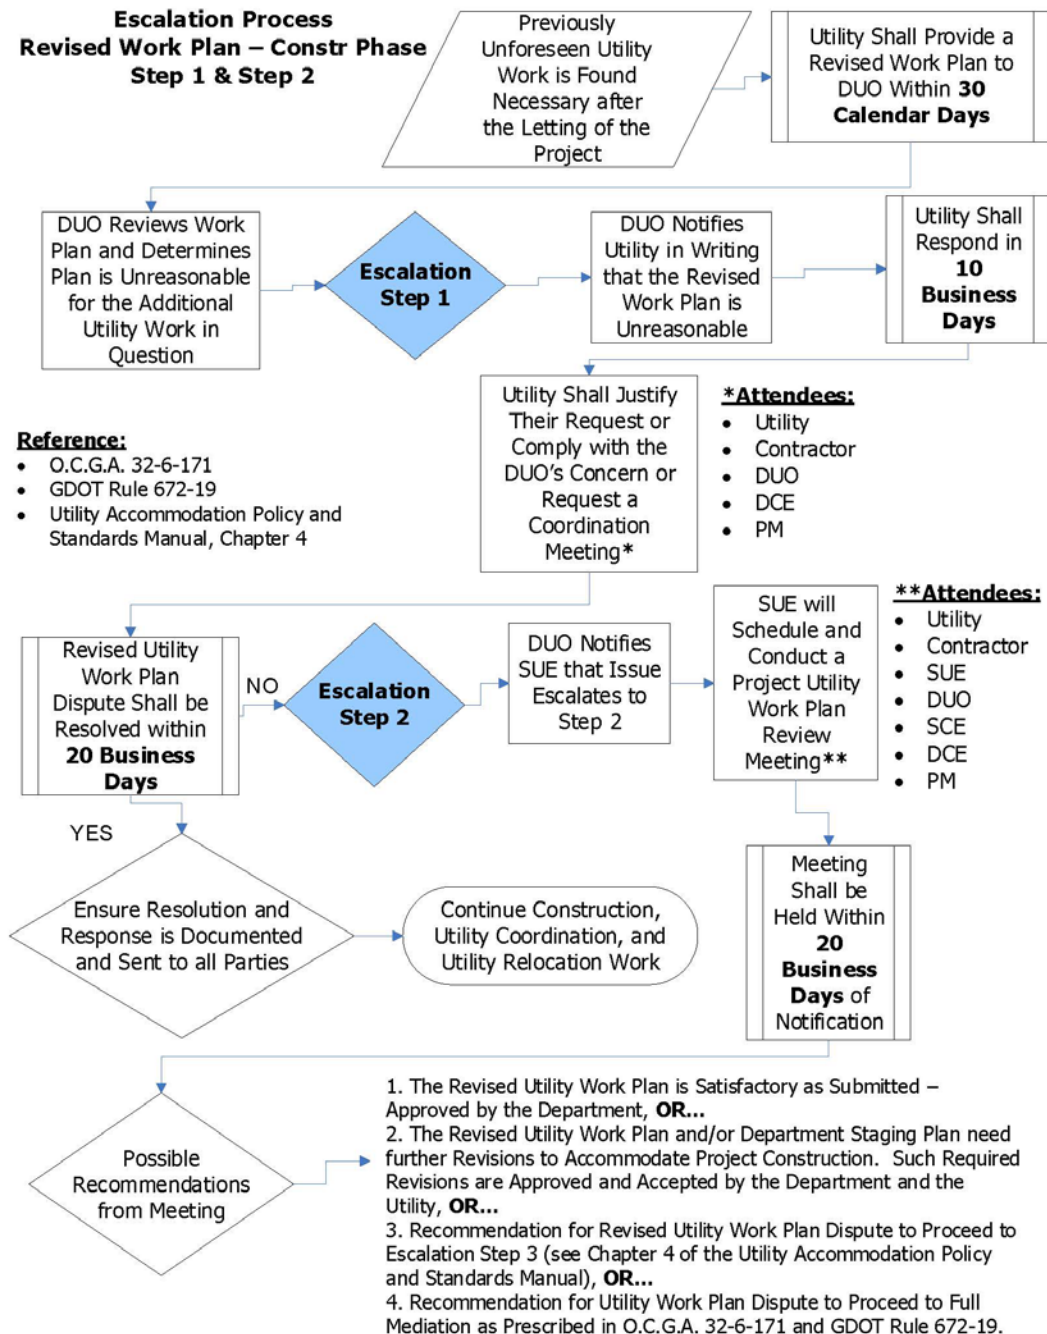 Escalation Process
Revised Work Plan – Constr Phase
Step 1 & Step 2
Previously
Unforeseen Utility
Work is Found
Necessary after
the Letting of the
Project
Utility Shall Provide a
Revised Work Plan to
DUO Within 30
Calendar Days
DUO Reviews Work
Plan and Determines
Plan is Unreasonable
for the Additional
Utility Work in
Question
Escalation
Step 1
DUO Notifies
Utility in Writing
that the Revised
Work Plan is
Unreasonable
Utility Shall
Respond in
10
Business
Days
Utility Shall Justify
Their Request or
Comply with the
DUO's Concern or
Request a
Coordination
Meeting*
*Attendees:
• Utility
• Contractor
• DUO
• DCE
• PM
Reference:
• O.C.G.A. 32-6-171
• GDOT Rule 672-19
• Utility Accommodation Policy and
Standards Manual, Chapter 4
Revised Utility
Work Plan
Dispute Shall be
Resolved within
20 Business
Days
NO
Escalation
Step 2
DUO Notifies
SUE that Issue
Escalates to
Step 2
SUE will
Schedule and
Conduct a
Project Utility
Work Plan
Review
Meeting**
**Attendees:
• Utility
• Contractor
• SUE
• DUO
• SCE
• DCE
• PM
YES
Ensure Resolution and
Response is Documented
and Sent to all Parties
Continue Construction,
Utility Coordination, and
Utility Relocation Work
Meeting
Shall be
Held Within
20
Business
Days of
Notification
Possible
Recommendations
from Meeting
1. The Revised Utility Work Plan is Satisfactory as Submitted –
Approved by the Department, OR...
2. The Revised Utility Work Plan and/or Department Staging Plan need
further Revisions to Accommodate Project Construction. Such Required
Revisions are Approved and Accepted by the Department and the
Utility, OR...
3. Recommendation for Revised Utility Work Plan Dispute to Proceed to
Escalation Step 3 (see Chapter 4 of the Utility Accommodation Policy
and Standards Manual), OR...
4. Recommendation for Utility Work Plan Dispute to Proceed to Full
Mediation as Prescribed in O.C.G.A. 32-6-171 and GDOT Rule 672-19.